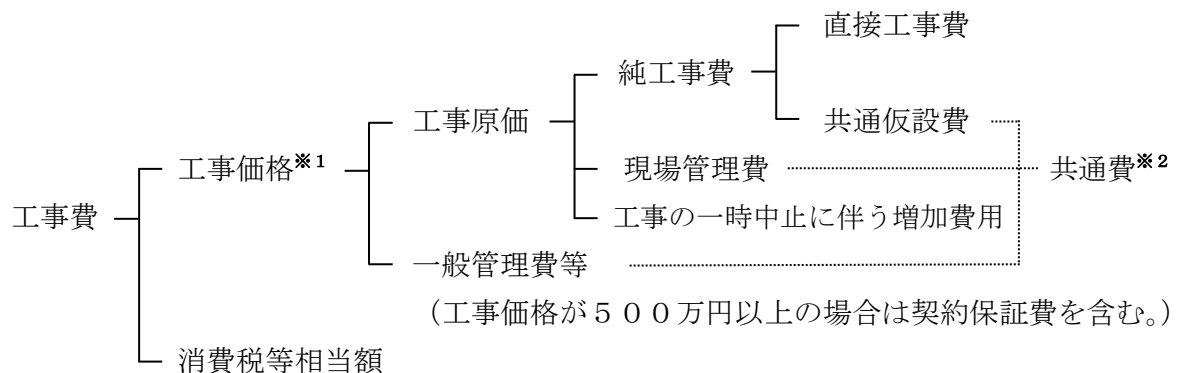 直接工事費
純工事費
工事原価
共通仮設費
工事価格※1
現場管理費
共通費※2
工事費
工事の一時中止に伴う増加費用
一般管理費等
（工事価格が５００万円以上の場合は契約保証費を含む。）
消費税等相当額